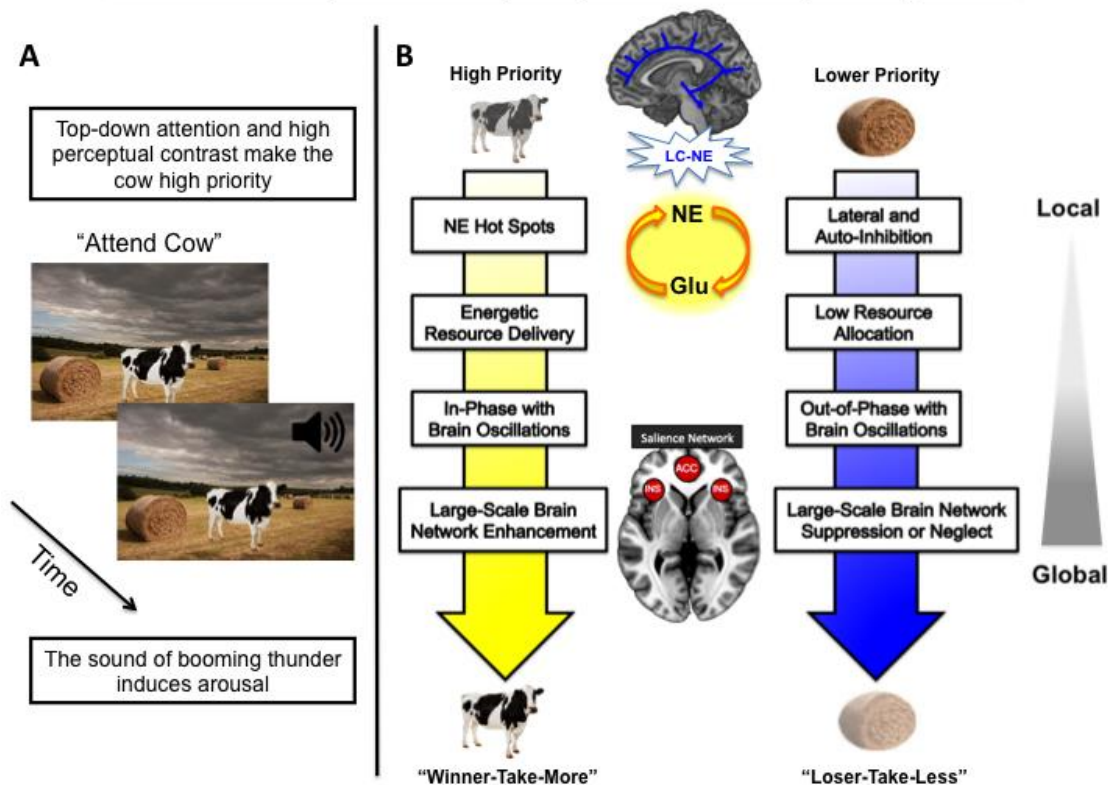 A
Top-down attention and high
perceptual contrast make the
cow high priority
“Attend Cow”
Time
The sound of booming thunder
induces arousal
B
High Priority
NE Hot Spots
Energetic
Resource Delivery
In-Phase with
Brain Oscillations
Large-Scale Brain
Network Enhancement
“Winner-Take-More”
LC-NE
NE
Glu
Salience Network
ACC
INS
INS
Lower Priority
Lateral and
Auto-Inhibition
Low Resource
Allocation
Out-of-Phase with
Brain Oscillations
Large-Scale Brain Network
Suppression or Neglect
“Loser-Take-Less”
Local
Global